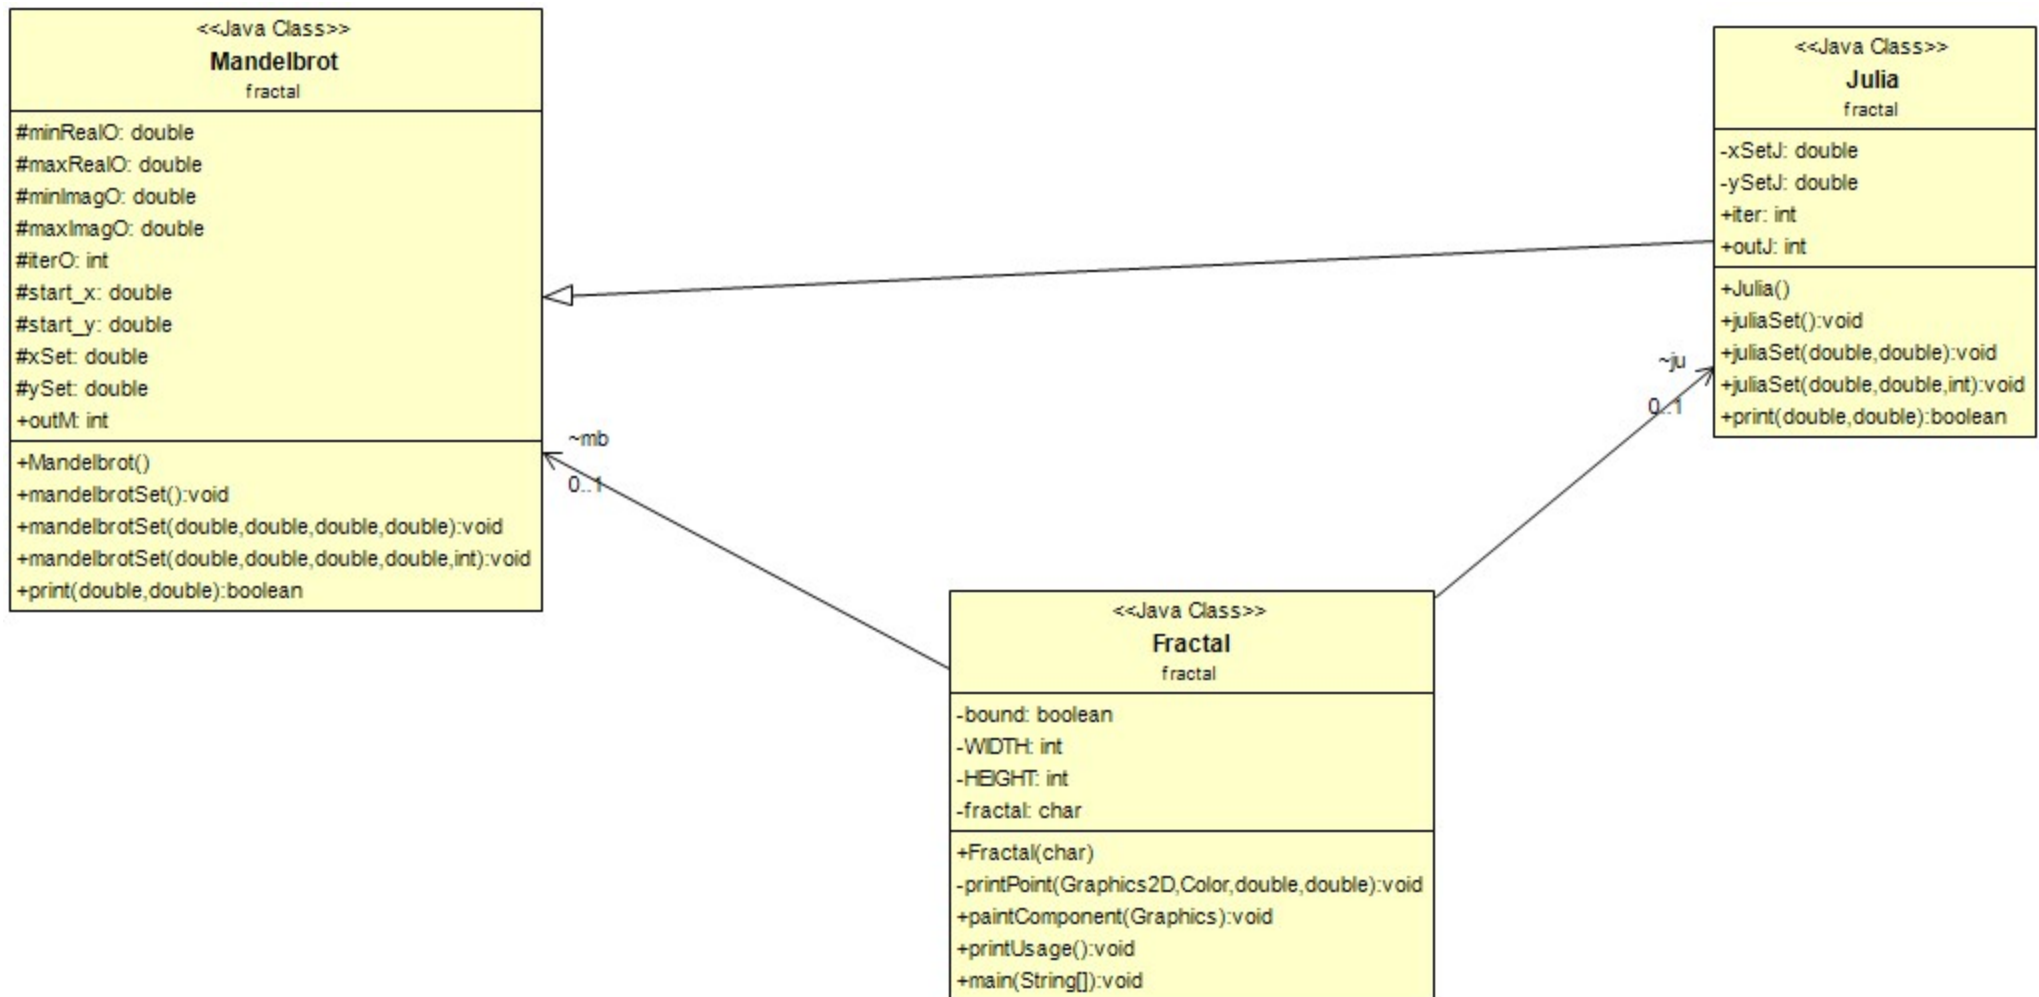 <<Java Class>>
Mandelbrot
fractal
#minRealO: double
#maxRealO: double
#minImagO: double
#maxImagO: double
#iterO: int
#start_x: double
#start_y: double
#xSet: double
#ySet: double
+outM: int
+Mandelbrot()
+mandelbrotSet():void
+mandelbrotSet(double,double,double,double):void
+mandelbrotSet(double,double,double,double,int):void
+print(double,double):boolean
<<Java Class>>
Julia
fractal
-xSetJ: double
-ySetJ: double
+iter: int
+outJ: int
+Julia()
+juliaSet():void
+juliaSet(double,double):void
+juliaSet(double,double,int):void
+print(double,double):boolean
~ju
0..1
~mb
0..1
<<Java Class>>
Fractal
fractal
-bound: boolean
-WIDTH: int
-HEIGHT: int
-fractal: char
+Fractal(char)
-printPoint(Graphics2D,Color,double,double):void
+paintComponent(Graphics):void
+printUsage():void
+main(String[]):void